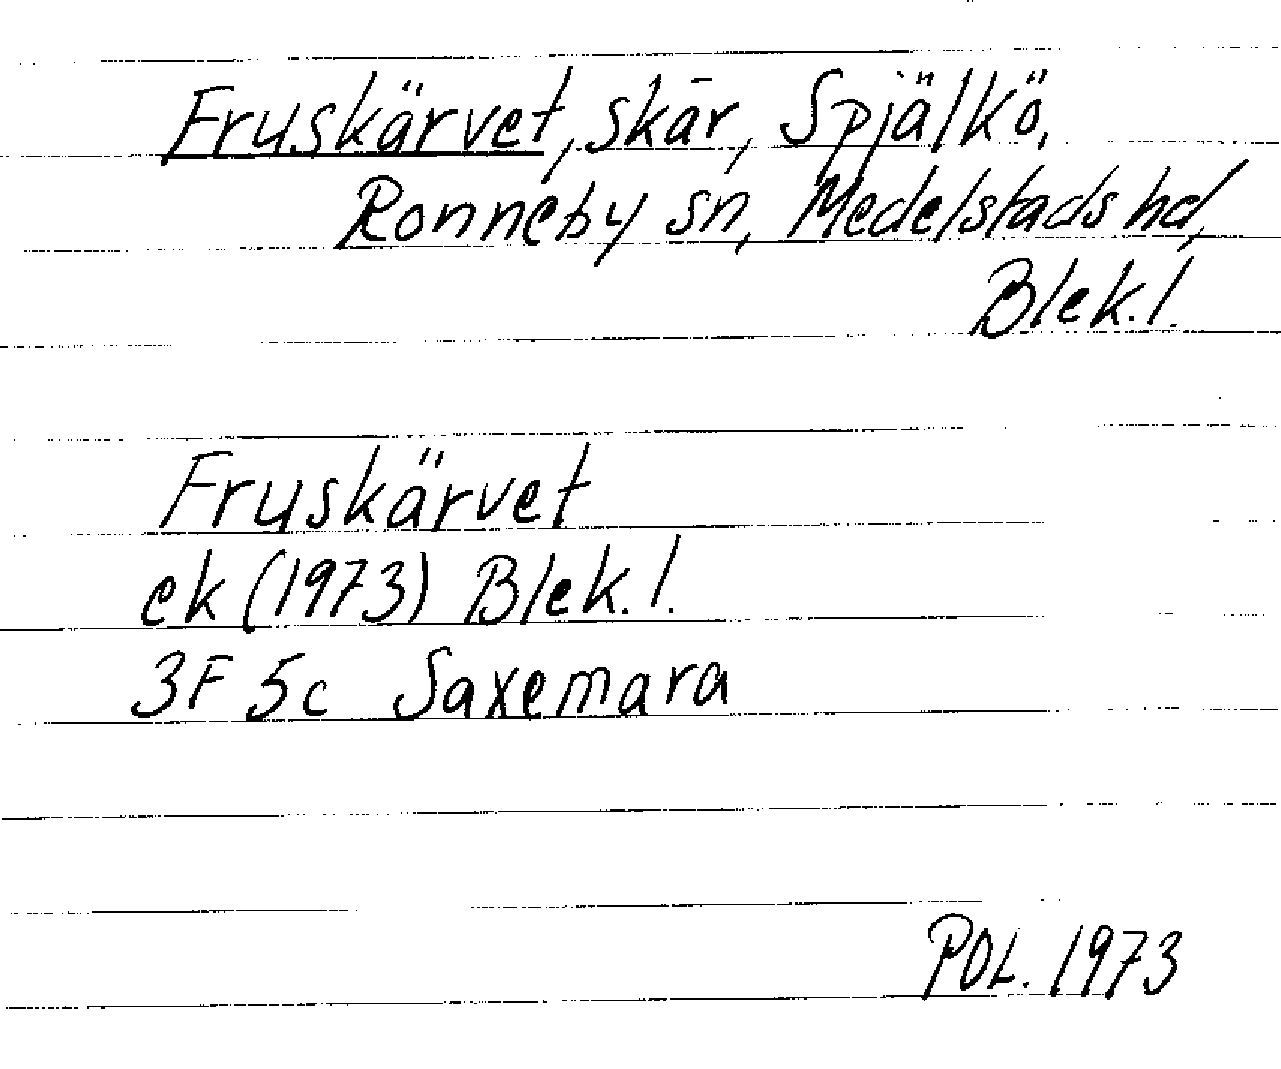 Fruskärvet, skär, Spjälkö,
Ronneby sn, Medelstads hd,
Blek. l.
Fruskärvet
ek (1973) Blek. l.
3F 5c Saxemara
POL. 1973